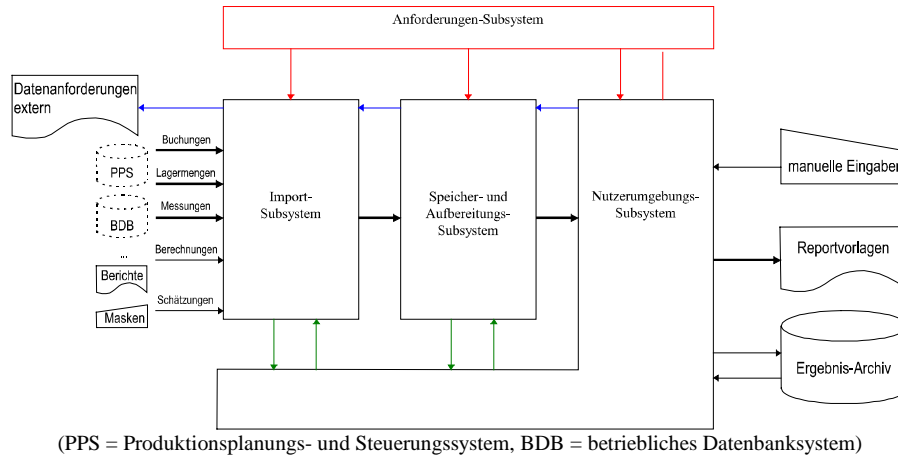 Anforderungen-Subsystem
Datenanforderungen
extern
Buchungen
PPS
Lagermengen
Messungen
BDB
...
Berechnungen
Berichte
Schätzungen
Masken
Import-
Subsystem
Speicher- und
Aufbereitungs-
Subsystem
Nutzerumgebungs-
Subsystem
manuelle Eingaben
Reportvorlagen
Ergebnis-Archiv
(PPS = Produktionsplanungs- und Steuerungssystem, BDB = betriebliches Datenbanksystem)